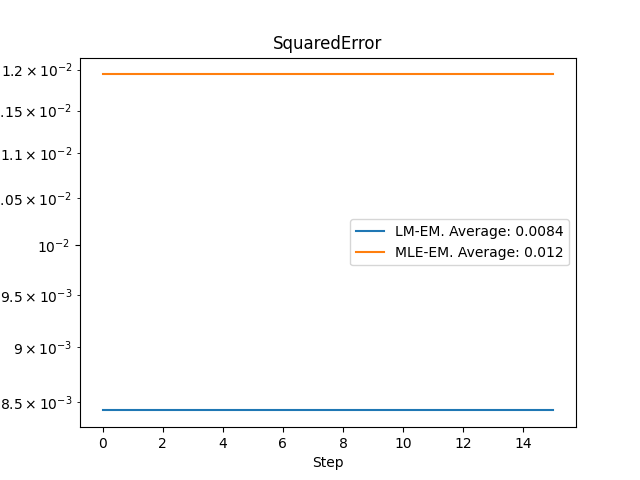 SquaredError
1.2 × 10⁻²
.15 × 10⁻²
1.1 × 10⁻²
.05 × 10⁻²
10⁻²
9.5 × 10⁻³
9 × 10⁻³
8.5 × 10⁻³
LM-EM. Average: 0.0084
MLE-EM. Average: 0.012
0 2 4 6 8 10 12 14
Step